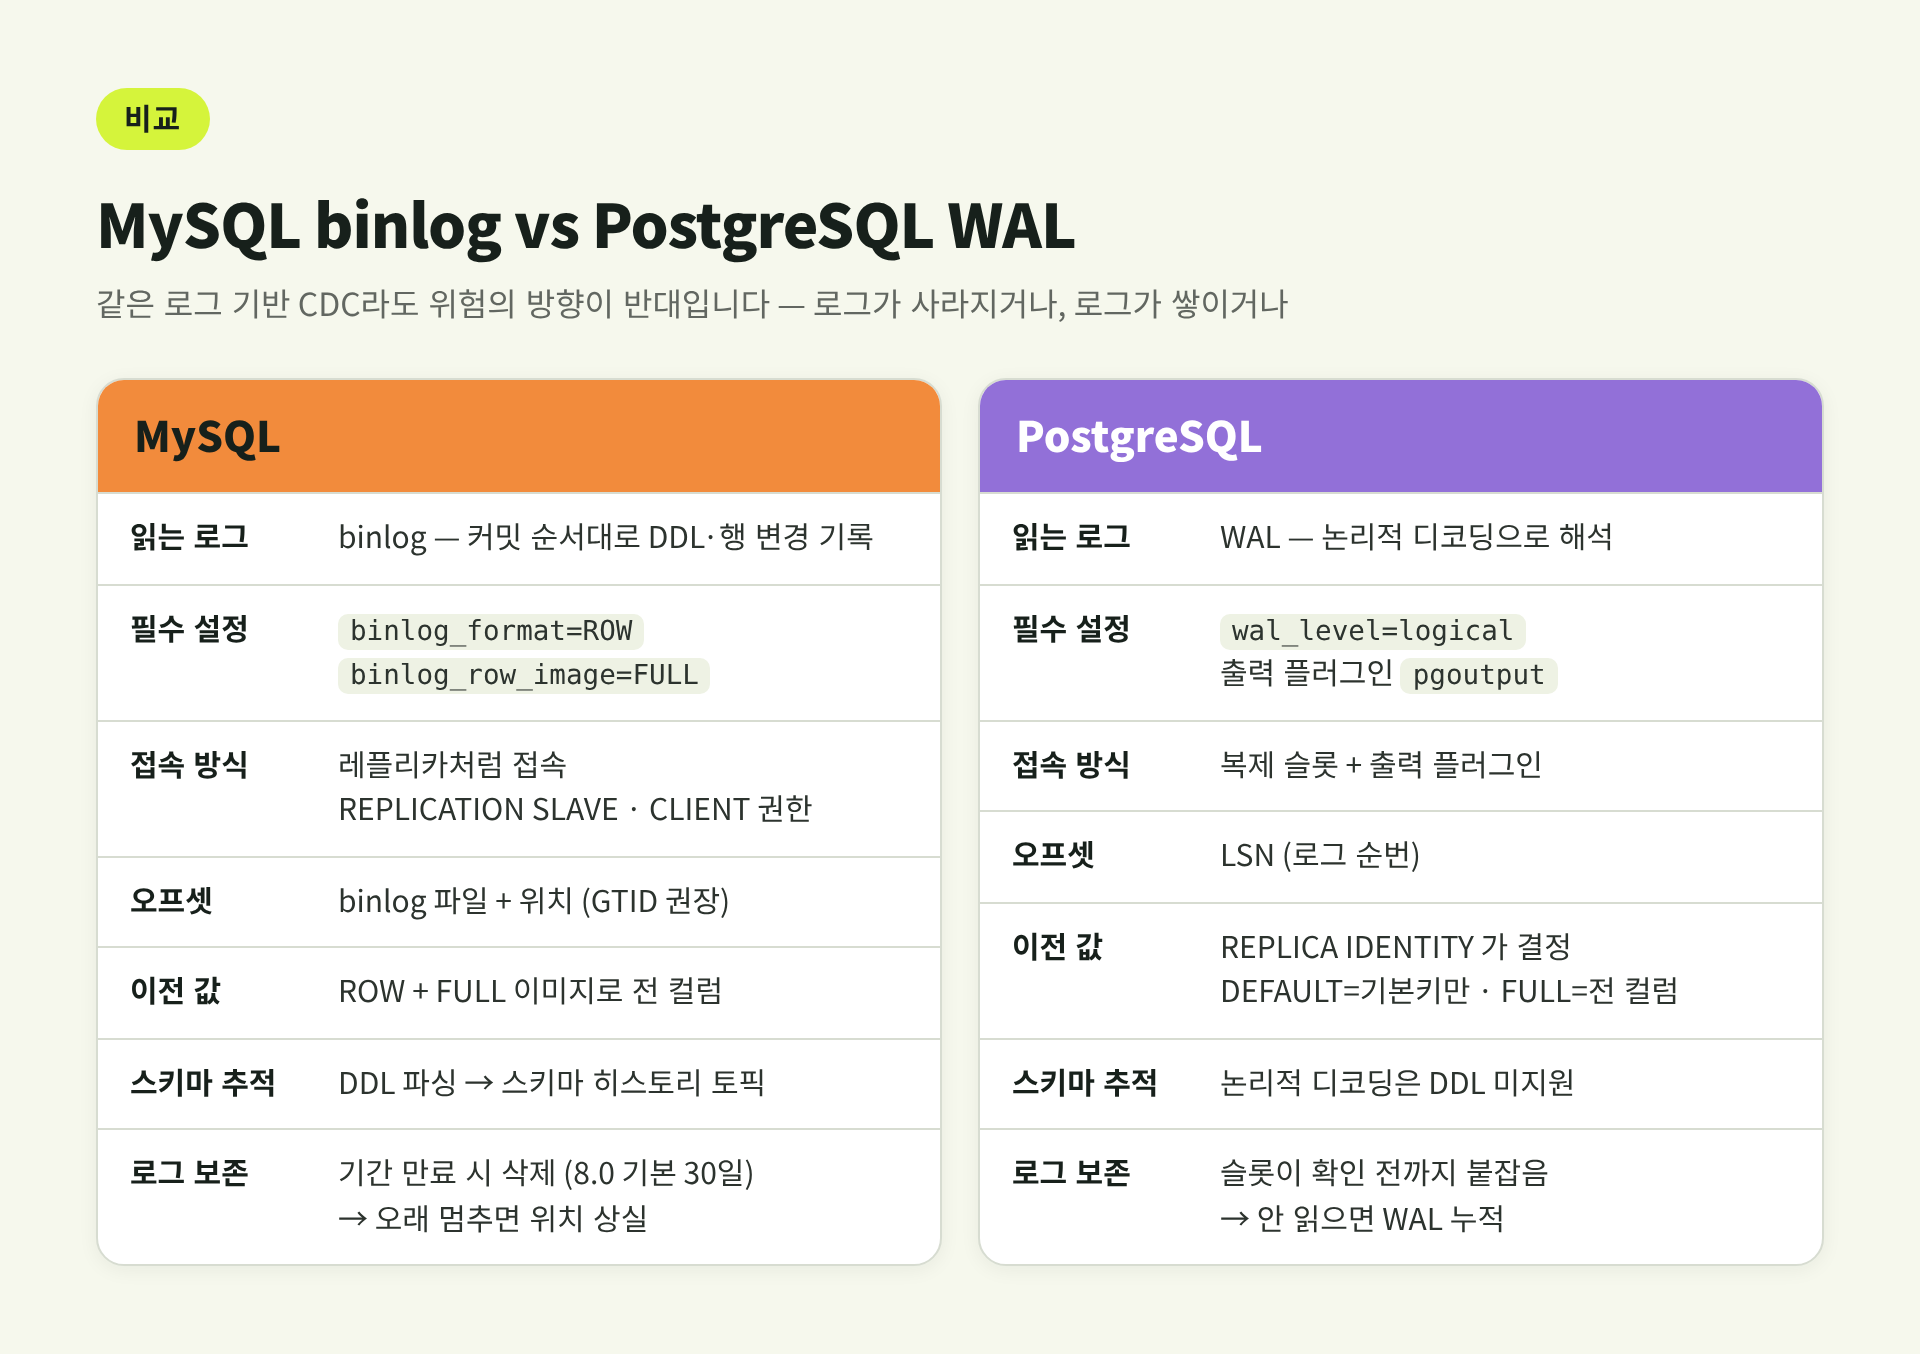 비교
MySQL binlog vs PostgreSQL WAL
같은 로그 기반 CDC라도 위험의 방향이 반대입니다 — 로그가 사라지거나, 로그가 쌓이거나
MySQL
읽는 로그 binlog — 커밋 순서대로 DDL·행 변경 기록
필수 설정 binlog_format=ROW
binlog_row_image=FULL
접속 방식 레플리카처럼 접속
REPLICATION SLAVE · CLIENT 권한
오프셋 binlog 파일 + 위치 (GTID 권장)
이전 값 ROW + FULL 이미지로 전 컬럼
스키마 추적 DDL 파싱 → 스키마 히스토리 토픽
로그 보존 기간 만료 시 삭제 (8.0 기본 30일)
→ 오래 멈추면 위치 상실
PostgreSQL
읽는 로그 WAL — 논리적 디코딩으로 해석
필수 설정 wal_level=logical
출력 플러그인 pgoutput
접속 방식 복제 슬롯 + 출력 플러그인
오프셋 LSN (로그 순번)
이전 값 REPLICA IDENTITY 가 결정
DEFAULT=기본키만 · FULL=전 컬럼
스키마 추적 논리적 디코딩은 DDL 미지원
로그 보존 슬롯이 확인 전까지 붙잡음
→ 안 읽으면 WAL 누적